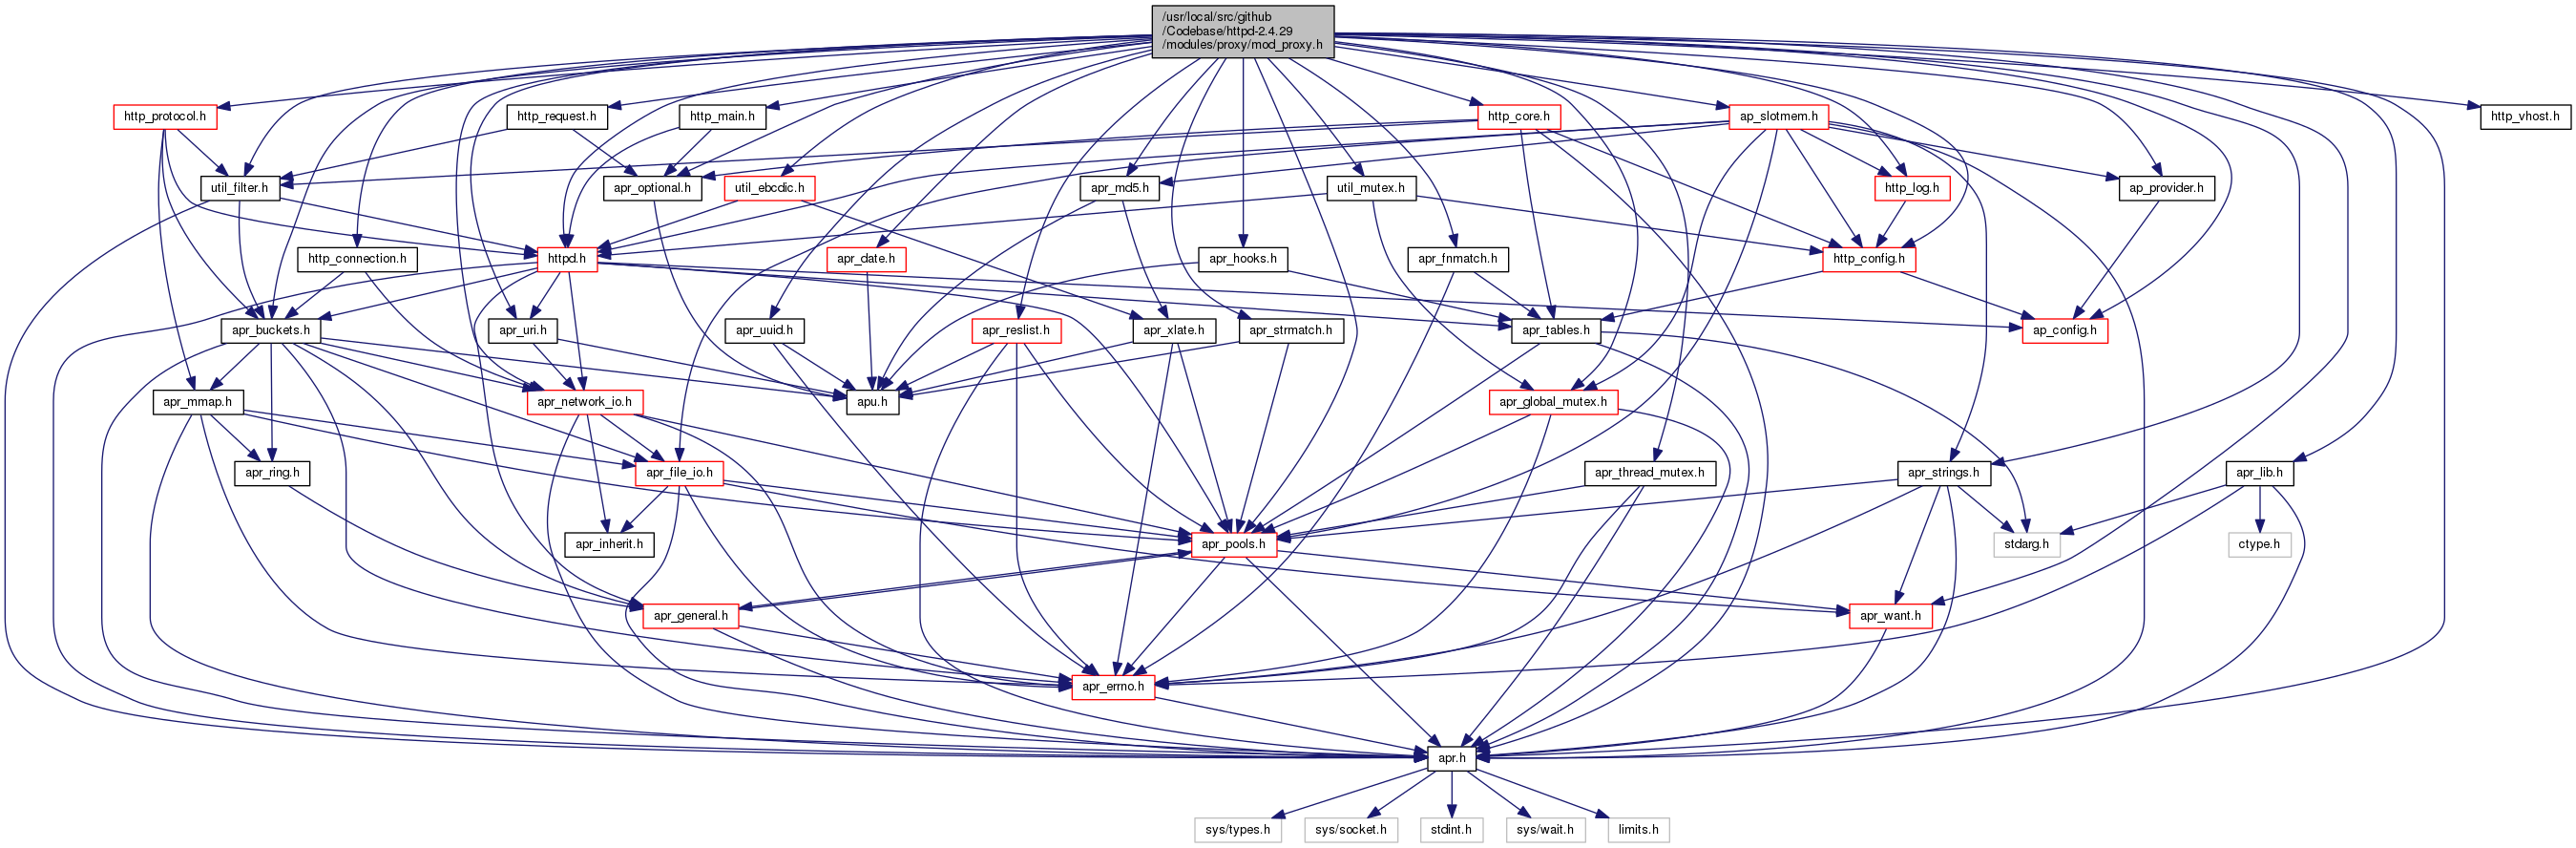 /usr/local/src/github
/Codebase/httpd-2.4.29
/modules/proxy/mod_proxy.h
http_protocol.h
http_request.h
http_main.h
http_core.h
ap_slotmem.h
http_vhost.h
util_filter.h
apr_optional.h
util_ebcdic.h
apr_md5.h
util_mutex.h
http_log.h
ap_provider.h
http_connection.h
httpd.h
apr_date.h
apr_hooks.h
apr_fnmatch.h
http_config.h
apr_buckets.h
apr_uri.h
apr_uuid.h
apr_reslist.h
apr_xlate.h
apr_strmatch.h
apr_tables.h
ap_config.h
apr_mmap.h
apr_network_io.h
apu.h
apr_global_mutex.h
apr_ring.h
apr_file_io.h
apr_thread_mutex.h
apr_strings.h
apr_lib.h
apr_inherit.h
apr_pools.h
stdarg.h
ctype.h
apr_general.h
apr_want.h
apr_errno.h
apr.h
sys/types.h
sys/socket.h
stdint.h
sys/wait.h
limits.h